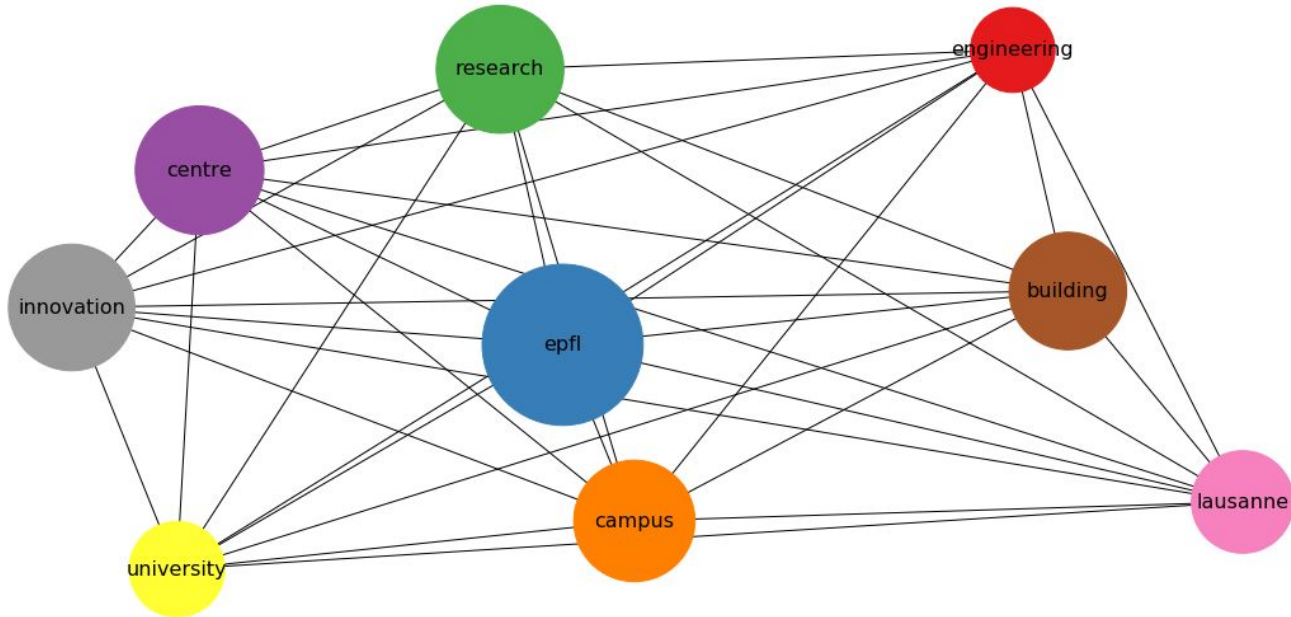 engineering
research
centre
building
innovation
epfl
lausanne
campus
university